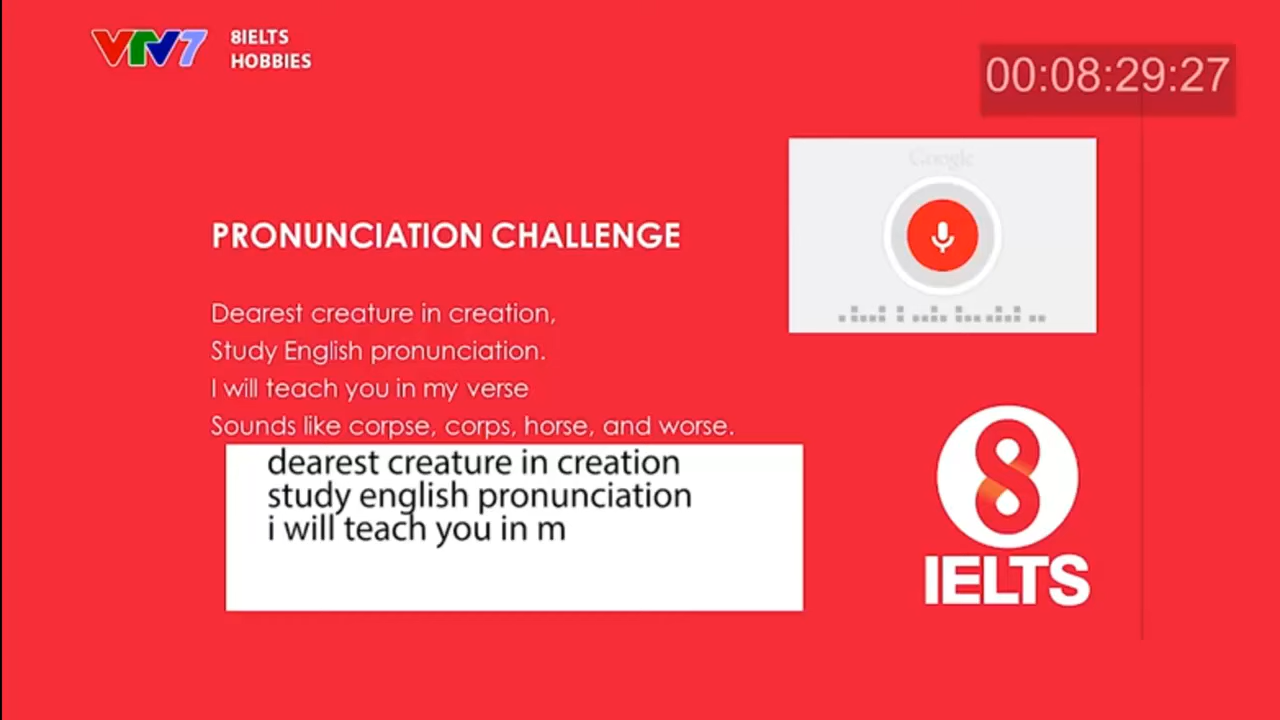 VTV7
8IELTS
HOBBIES
00:08:29:27
Google
PRONUNCIATION CHALLENGE
Dearest creature in creation,
Study English pronunciation.
I will teach you in my verse
Sounds like corpse, corps, horse, and worse.
dearest creature in creation
study english pronunciation
i will teach you in m
8
IELTS